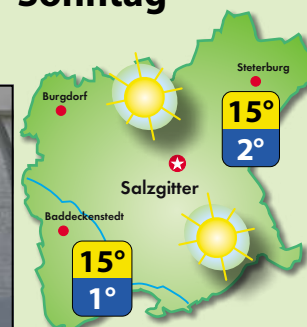 Sonntag
Steterburg
Burgdorf
15°
2°
Salzgitter
Baddeckenstedt
15°
1°